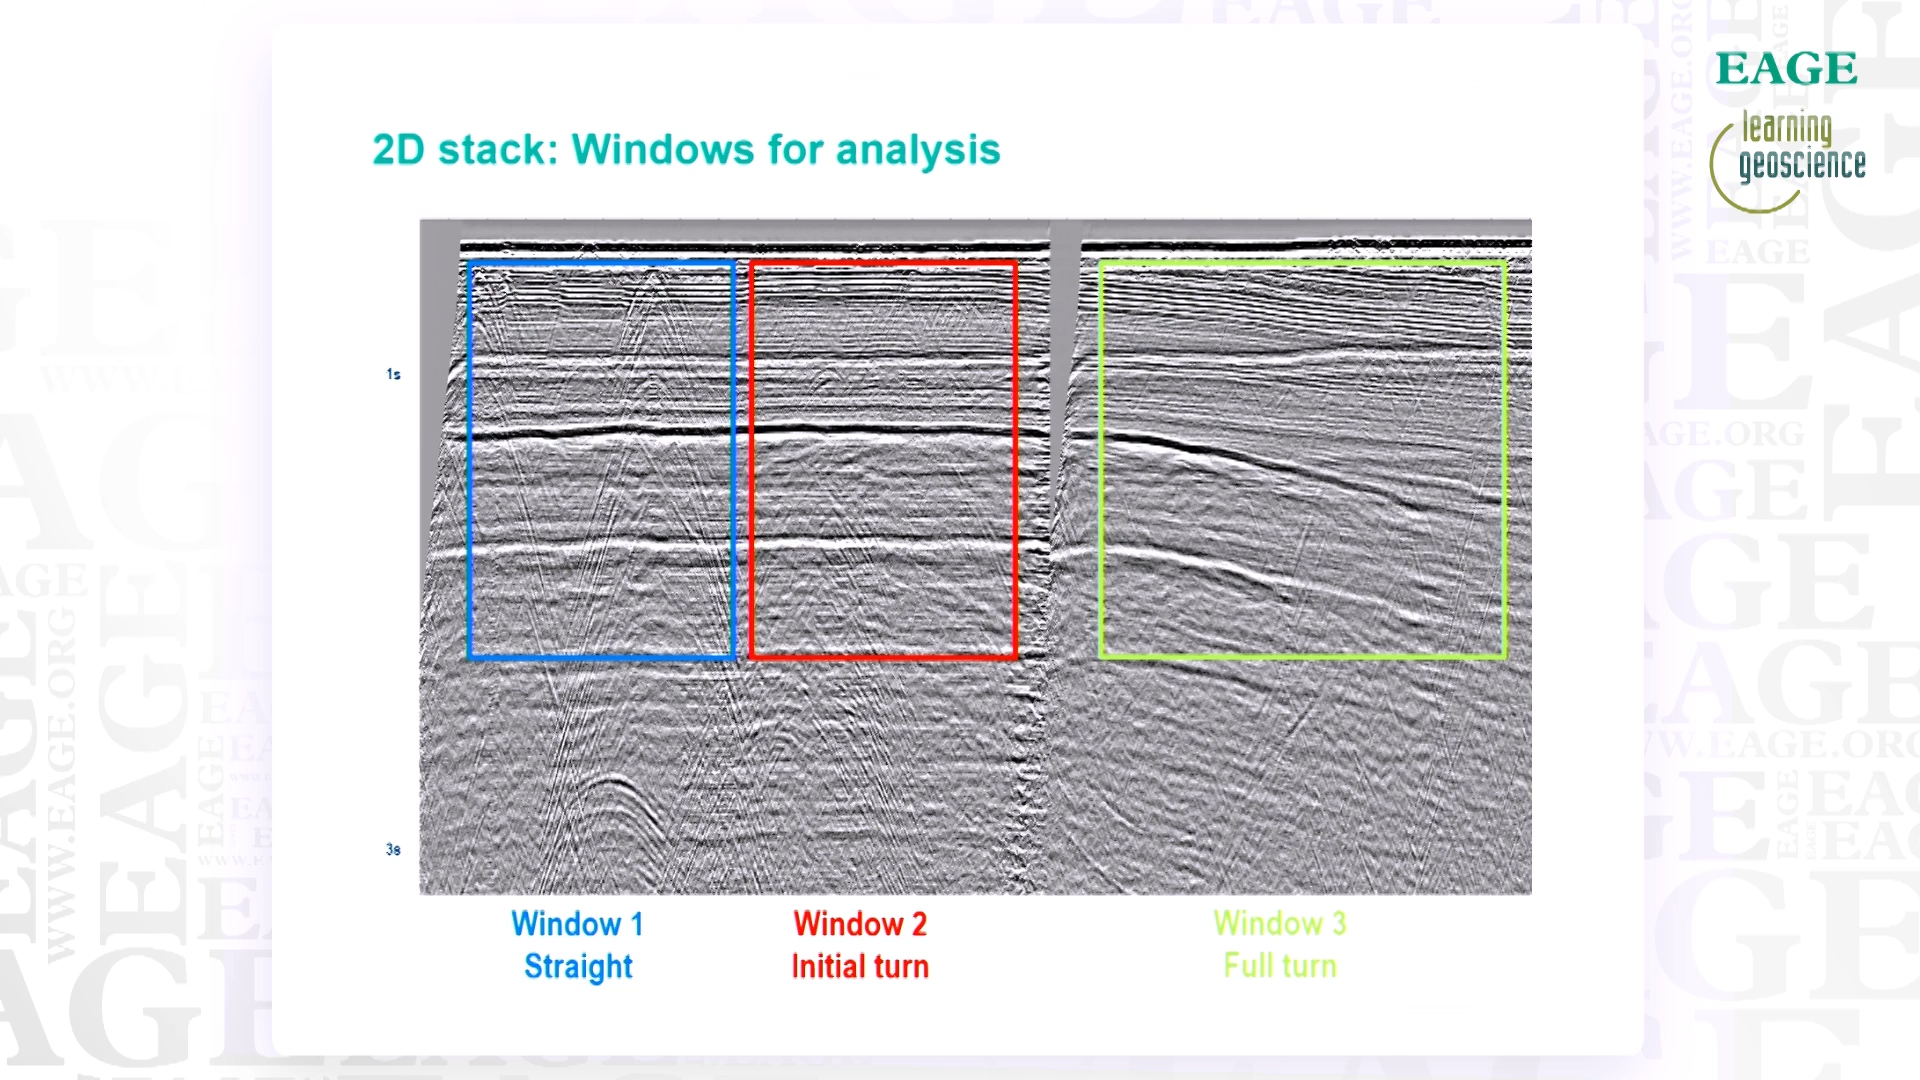 EAGE
learning
geoscience
2D stack: Windows for analysis
1s
3s
Window 1
Straight
Window 2
Initial turn
Window 3
Full turn